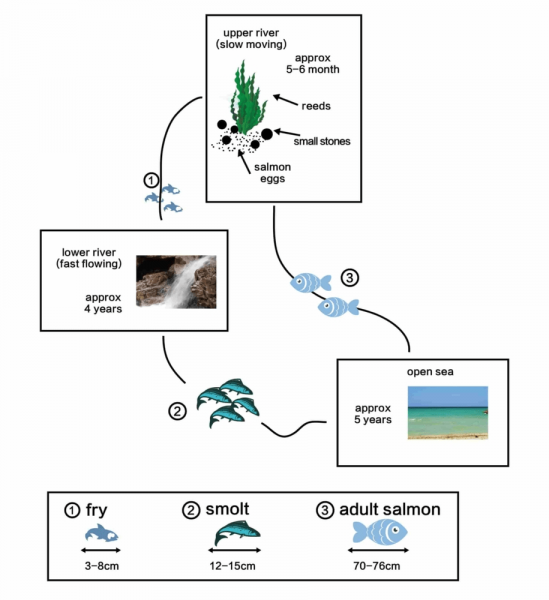 upper river
(slow moving)
approx
5-6 month
reeds
small stones
salmon
eggs
1
lower river
(fast flowing)
approx
4 years
3
2
open sea
approx
5 years
1 fry
2 smolt
3 adult salmon
3-8cm
12-15cm
70-76cm